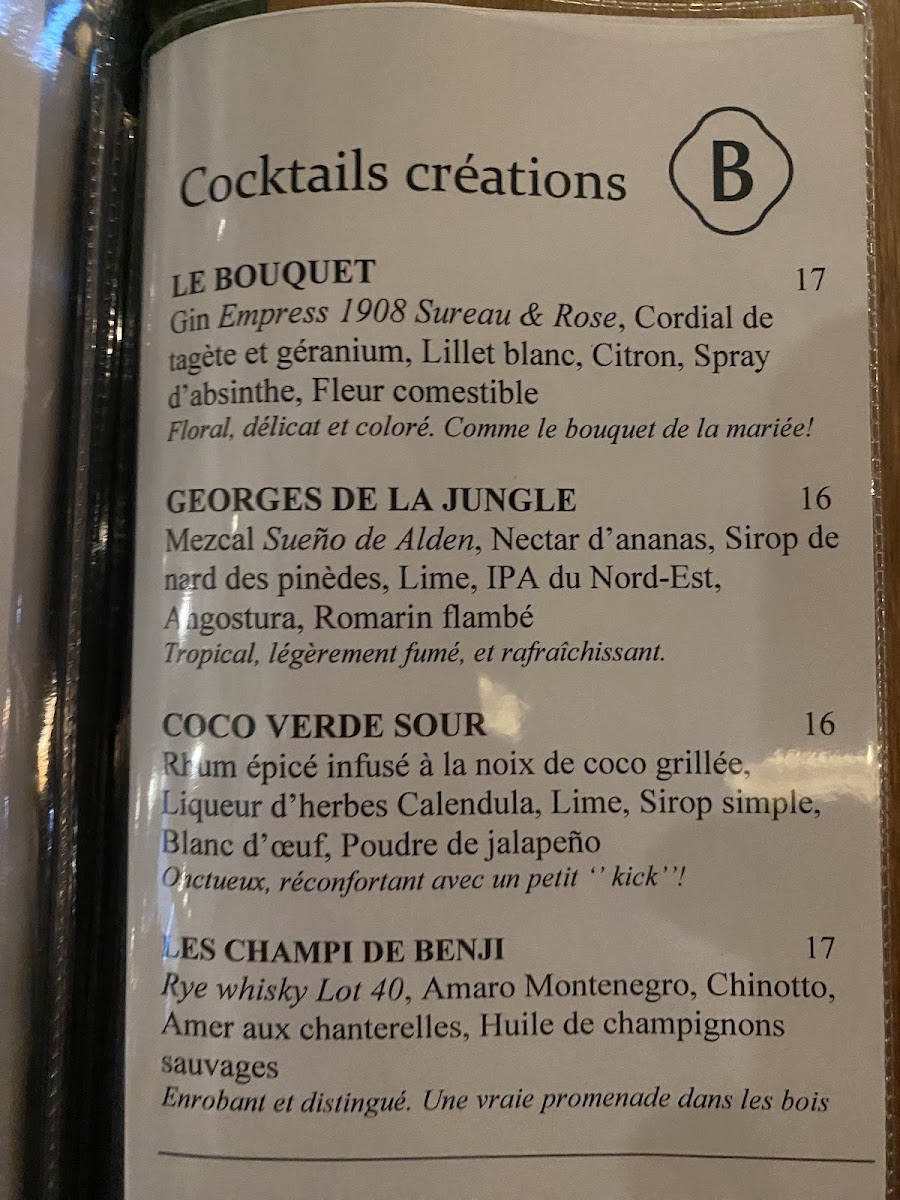 Cocktails créations
B
LE BOUQUET 17
Gin Empress 1908 Sureau & Rose, Cordial de
tagète et géranium, Lillet blanc, Citron, Spray
d'absinthe, Fleur comestible
Floral, délicat et coloré. Comme le bouquet de la mariée!
GEORGES DE LA JUNGLE 16
Mezcal Sueño de Alden, Nectar d'ananas, Sirop de
nard des pinèdes, Lime, IPA du Nord-Est,
Angostura, Romarin flambé
Tropical, légèrement fumé, et rafraîchissant.
COCO VERDE SOUR 16
Rhum épicé infusé à la noix de coco grillée,
Liqueur d'herbes Calendula, Lime, Sirop simple,
Blanc d'œuf, Poudre de jalapeño
Onctueux, réconfortant avec un petit ‘’ kick’’!
LES CHAMPI DE BENJI 17
Rye whisky Lot 40, Amaro Montenegro, Chinotto,
Amer aux chanterelles, Huile de champignons
sauvages
Enrobant et distingué. Une vraie promenade dans les bois